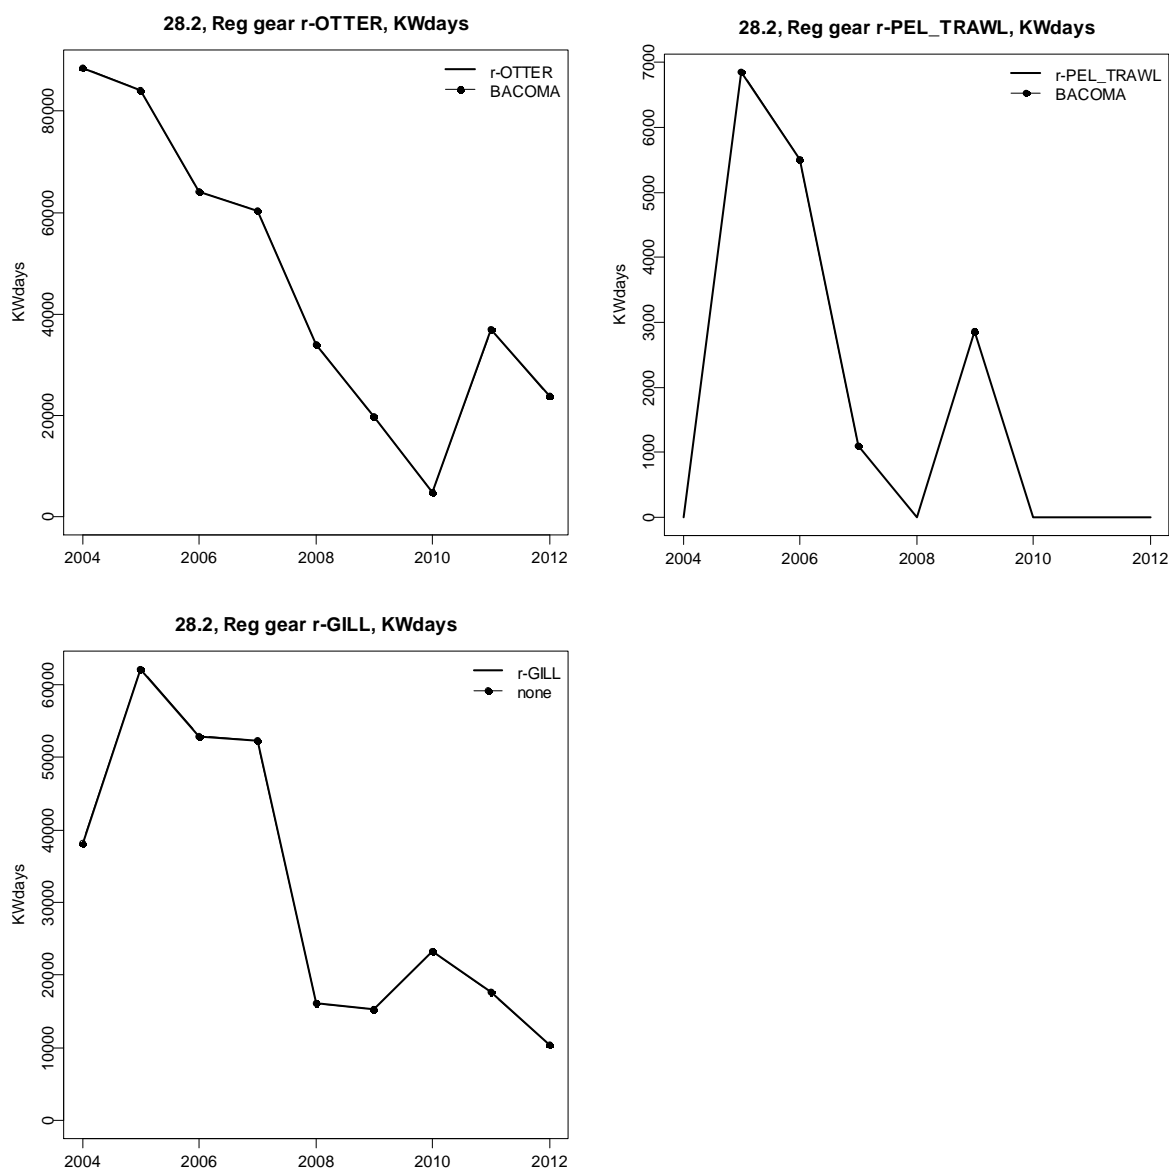 28.2, Reg gear r-OTTER, KWdays
r-OTTER
BACOMA
KWdays
80000
60000
40000
20000
0
2004 2006 2008 2010 2012
28.2, Reg gear r-PEL_TRAWL, KWdays
r-PEL_TRAWL
BACOMA
KWdays
7000
6000
5000
4000
3000
2000
1000
0
2004 2006 2008 2010 2012
28.2, Reg gear r-GILL, KWdays
r-GILL
none
KWdays
60000
50000
40000
30000
20000
10000
0
2004 2006 2008 2010 2012